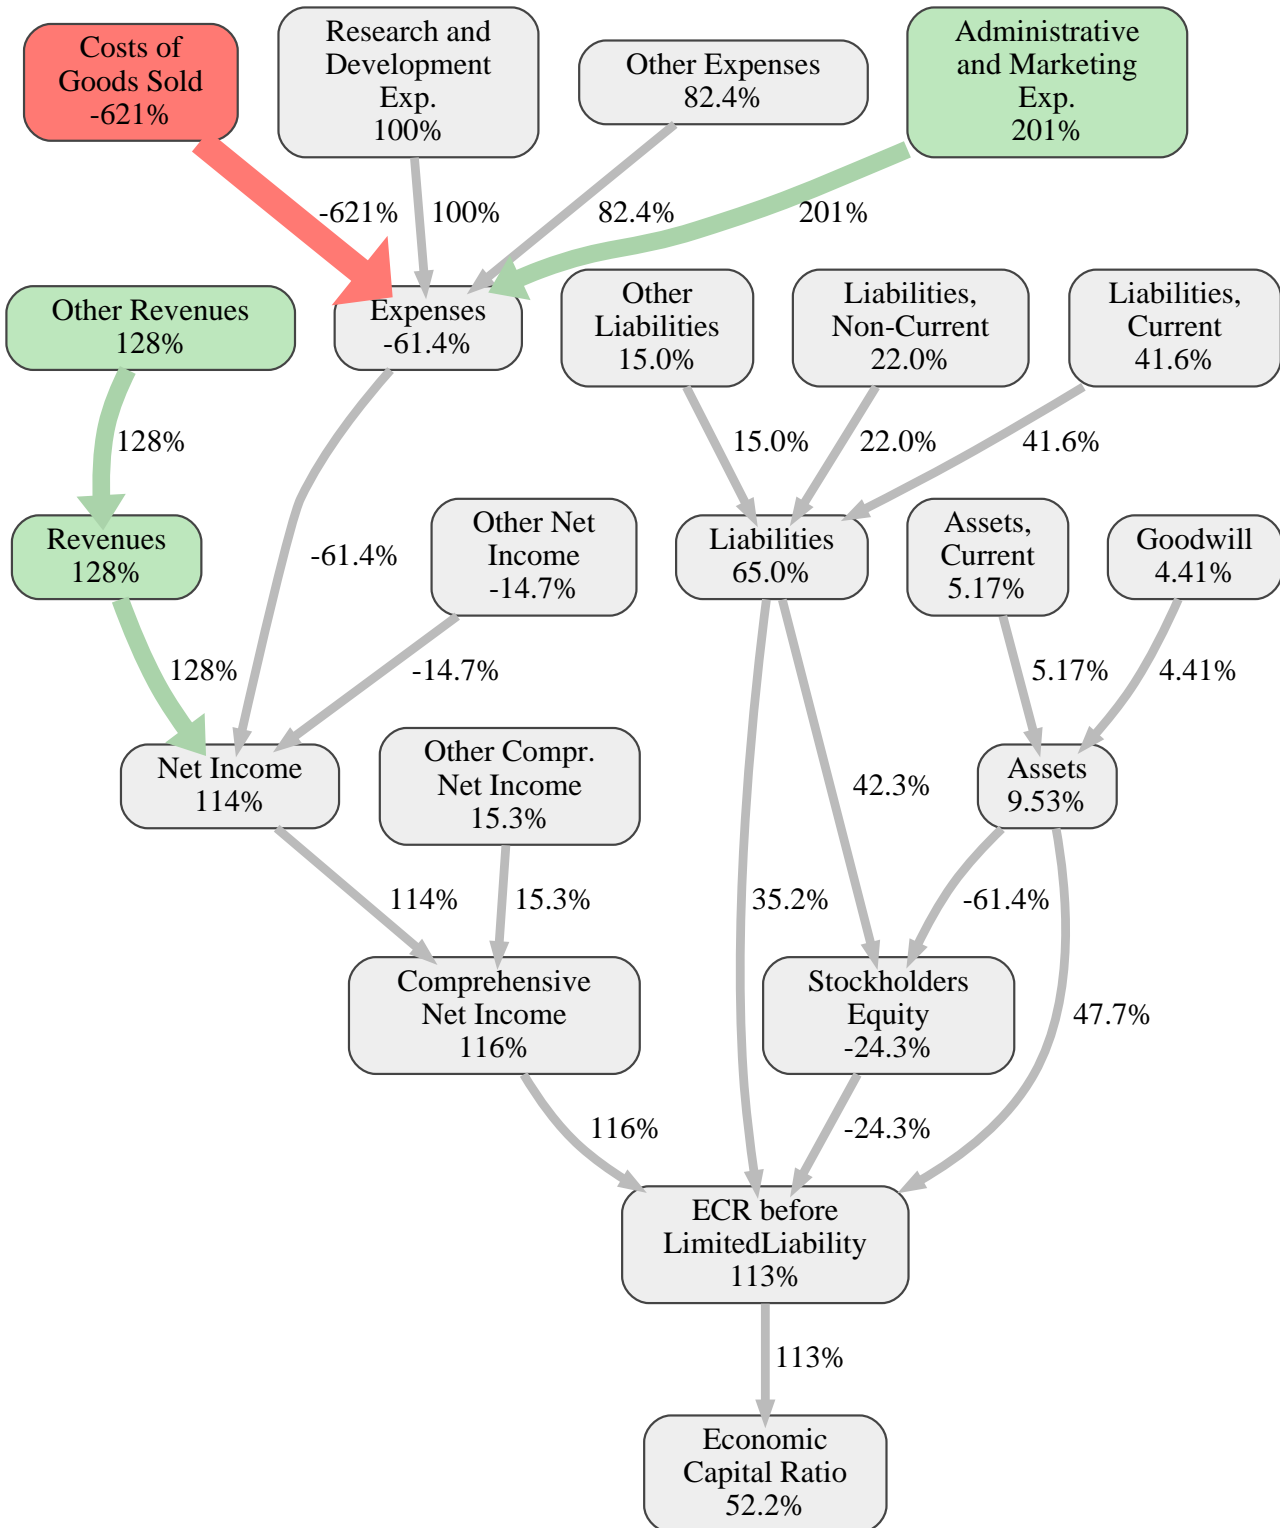 Costs of
Goods Sold
-621%
Research and
Development
Exp.
100%
Other Expenses
82.4%
Administrative
and Marketing
Exp.
201%
-621%
100%
82.4%
201%
Other Revenues
128%
Expenses
-61.4%
Other
Liabilities
15.0%
Liabilities,
Non-Current
22.0%
Liabilities,
Current
41.6%
128%
15.0%
22.0%
41.6%
Revenues
128%
-61.4%
Other Net
Income
-14.7%
Liabilities
65.0%
Assets,
Current
5.17%
Goodwill
4.41%
128%
-14.7%
5.17%
4.41%
Net Income
114%
Other Compr.
Net Income
15.3%
42.3%
Assets
9.53%
114%
15.3%
35.2%
-61.4%
Comprehensive
Net Income
116%
Stockholders
Equity
-24.3%
47.7%
116%
-24.3%
ECR before
LimitedLiability
113%
113%
Economic
Capital Ratio
52.2%